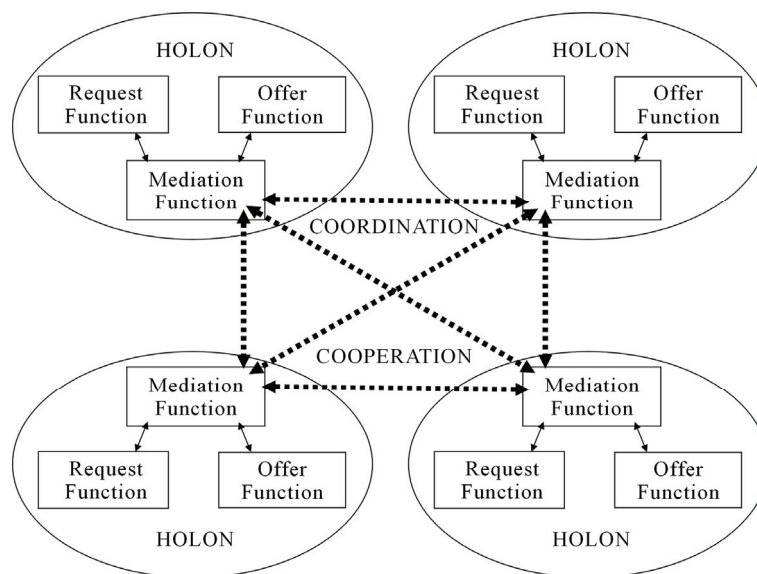 HOLON
Request
Function
Offer
Function
Mediation
Function
HOLON
Request
Function
Offer
Function
Mediation
Function
COORDINATION
COOPERATION
Mediation
Function
Request
Function
Offer
Function
HOLON
Mediation
Function
Request
Function
Offer
Function
HOLON